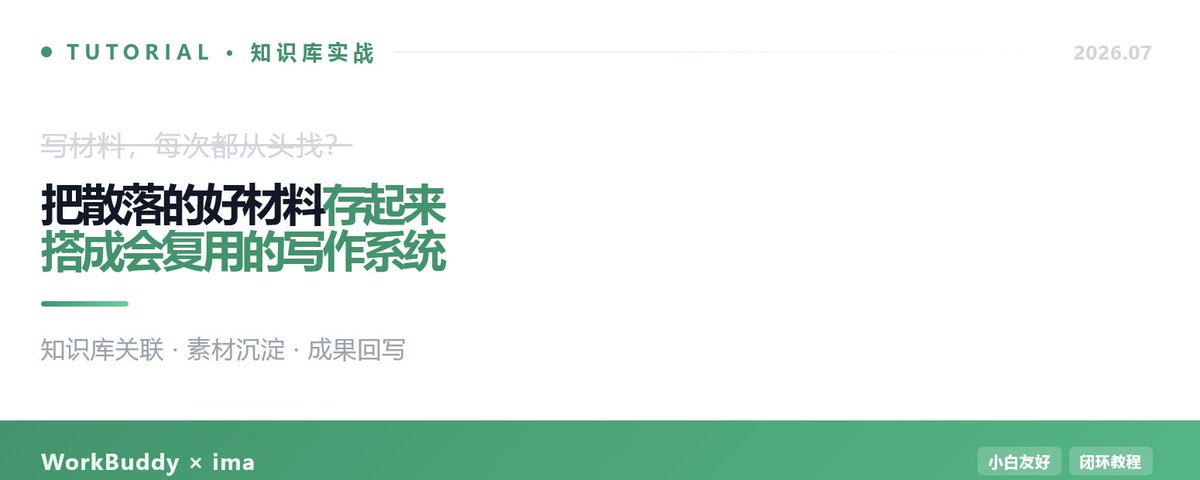 TUTORIAL · 知识库实战
2026.07
写材料，每次都从头找？
把散落的好材料存起来
搭成会复用的写作系统
知识库关联 · 素材沉淀 · 成果回写
WorkBuddy × ima
小白友好
闭环教程